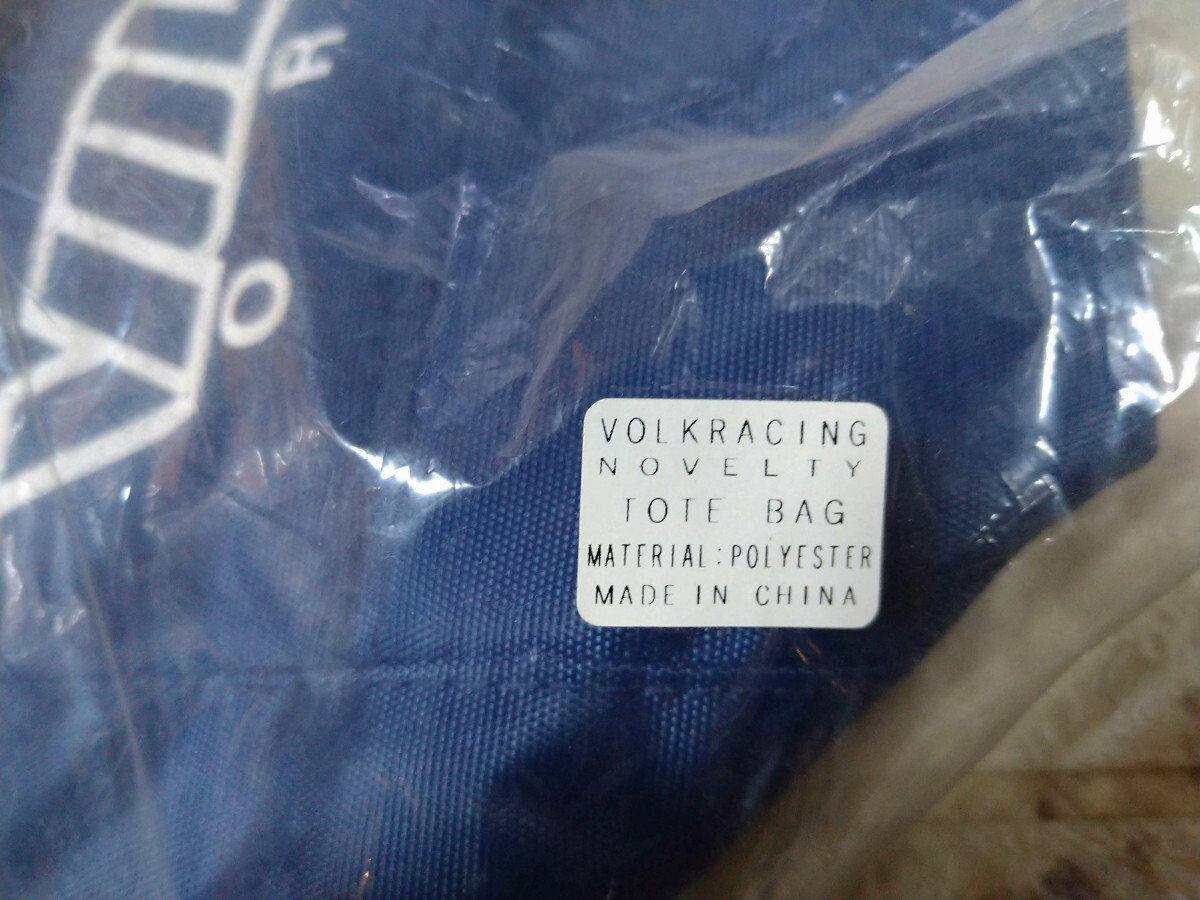 VOLKRACING
NOVELTY
TOTE BAG
MATERIAL:POLYESTER
MADE IN CHINA